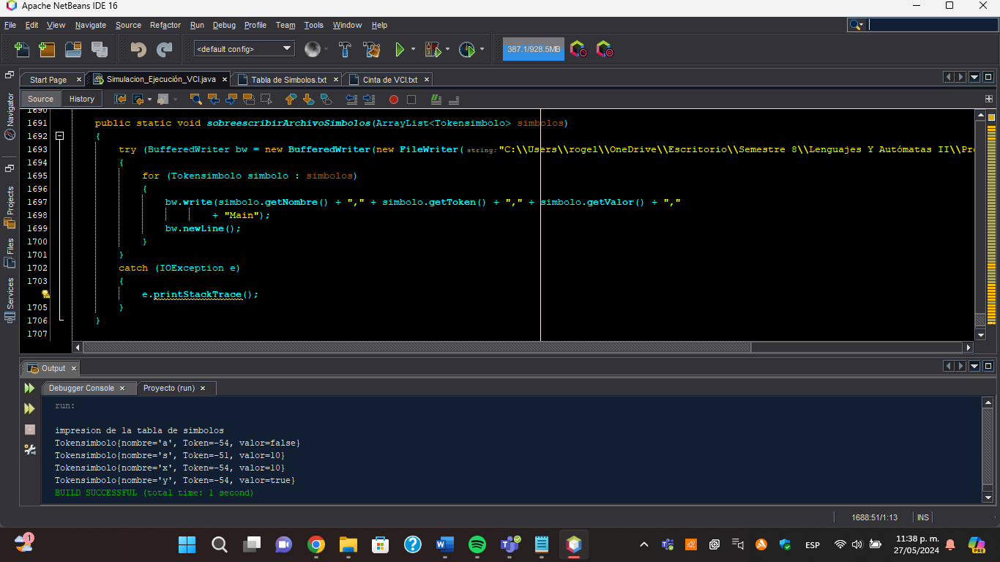 Apache NetBeans IDE 16
File Edit View Navigate Source Refactor Run Debug Profile Team Tools Window Help
<default config> 387.1/928.5MB
Start Page Simulacion_Ejecución_VCI.java Tabla de Simbolos.txt Cinta de VCI.txt
Source History
Navigator
Projects
Files
Services
1690
1691 public static void sobreescribirArchivoSimbolos(ArrayList<Tokensimbolo> simbolos)
1692 {
1693 try (BufferedWriter bw = new BufferedWriter(new FileWriter( string: "C:\\Users\\rogel\\OneDrive\\Escritorio\\Semestre 8\\Lenguajes Y Autómatas II\\Pr
1694 {
1695 for (Tokensimbolo simbolo : simbolos)
1696 {
1697 bw.write(simbolo.getNombre() + "," + simbolo.getToken() + "," + simbolo.getValor() + ","
1698 + "Main");
1699 bw.newLine();
1700 }
1701 }
1702 catch (IOException e)
1703 {
e.printStackTrace();
1705 }
1706 }
1707
Output
Debugger Console Proyecto (run)
run:
impresion de la tabla de simbolos
Tokensimbolo{nombre='a', Token=-54, valor=false}
Tokensimbolo{nombre='s', Token=-51, valor=10}
Tokensimbolo{nombre='x', Token=-54, valor=10}
Tokensimbolo{nombre='y', Token=-54, valor=true}
BUILD SUCCESSFUL (total time: 1 second)
1688:51/1:13 INS
1
ESP
11:38 p. m.
27/05/2024
PRE